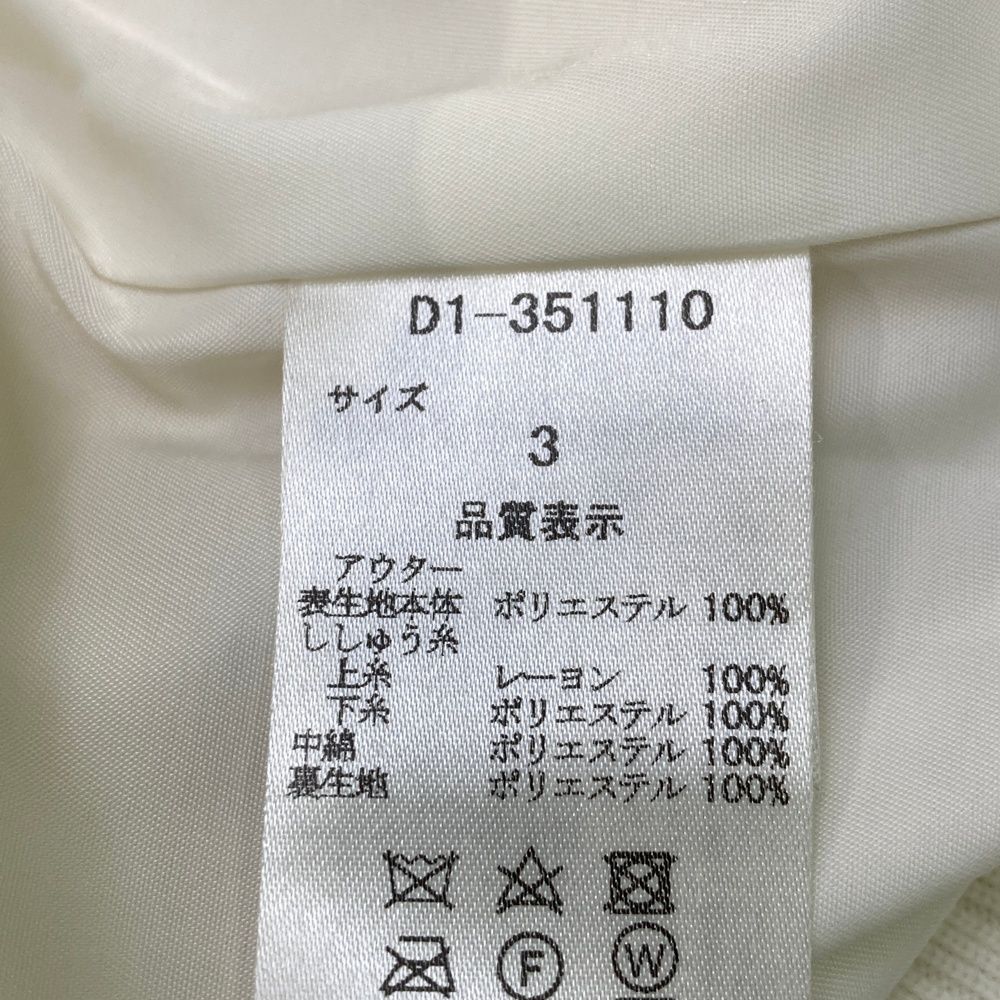 D1-351110
サイズ
3
品質表示
アウター
表生地本体 ポリエステル 100%
ししゅう糸
上糸 レーヨン 100%
下糸 ポリエステル 100%
中綿 ポリエステル 100%
裏生地 ポリエステル 100%
F W